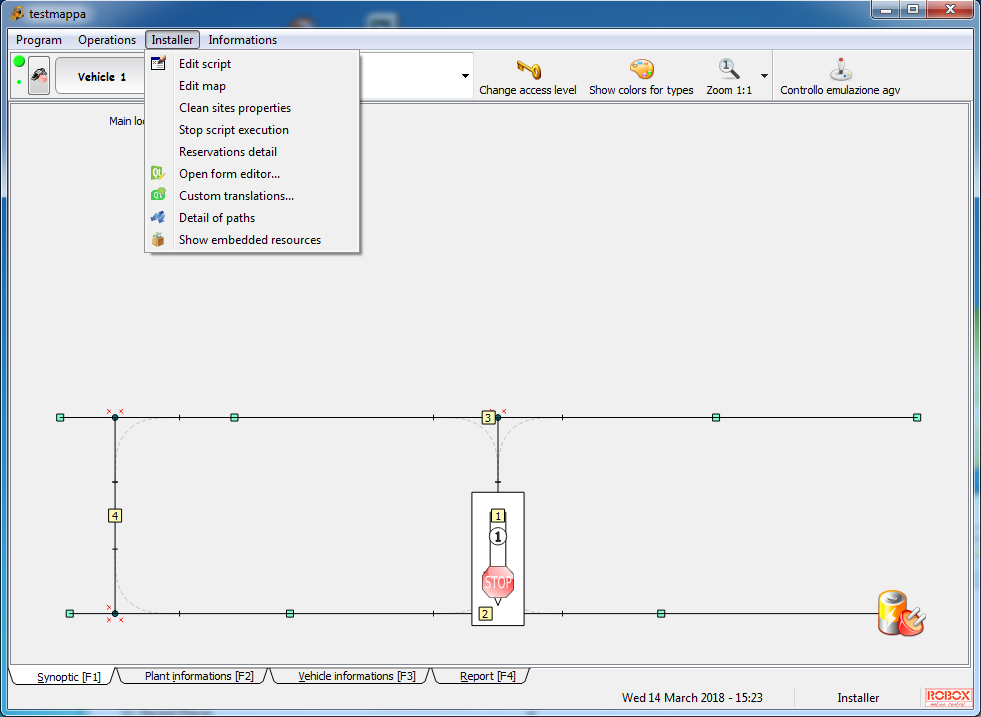 testmappa
Program Operations Installer Informations
Vehicle 1
Change access level Show colors for types Zoom 1:1 Controllo emulazione agv
Edit script
Edit map
Clean sites properties
Stop script execution
Reservations detail
Open form editor...
Custom translations...
Detail of paths
Show embedded resources
Main
3
4
1
1
STOP
2
Synoptic [F1] Plant informations [F2] Vehicle informations [F3] Report [F4]
Wed 14 March 2018 - 15:23 Installer ROBOX
motion control